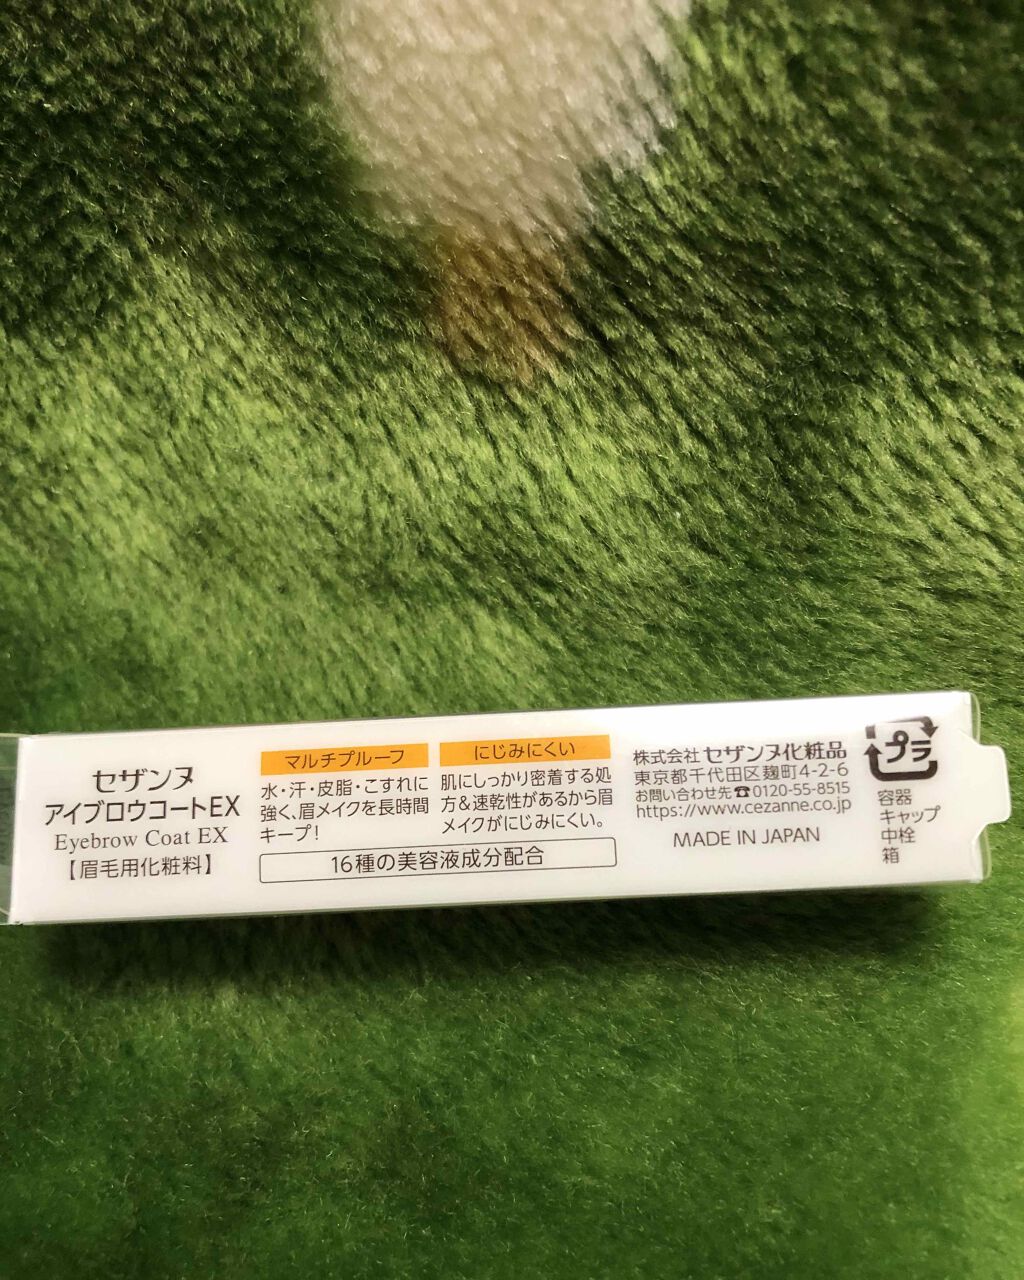 セザンヌ
アイブロウコートEX
Eyebrow Coat EX
【眉毛用化粧料】
マルチプルーフ
水・汗・皮脂・こすれに
強く、眉メイクを長時間
キープ!
にじみにくい
肌にしっかり密着する処
方&速乾性があるから眉
メイクがにじみにくい。
16種の美容液成分配合
株式会社 セザンヌ化粧品
東京都千代田区麹町4-2-6
お問い合わせ先☎0120-55-8515
https://www.cezanne.co.jp
MADE IN JAPAN
プラ
容器
キャップ
中栓
箱